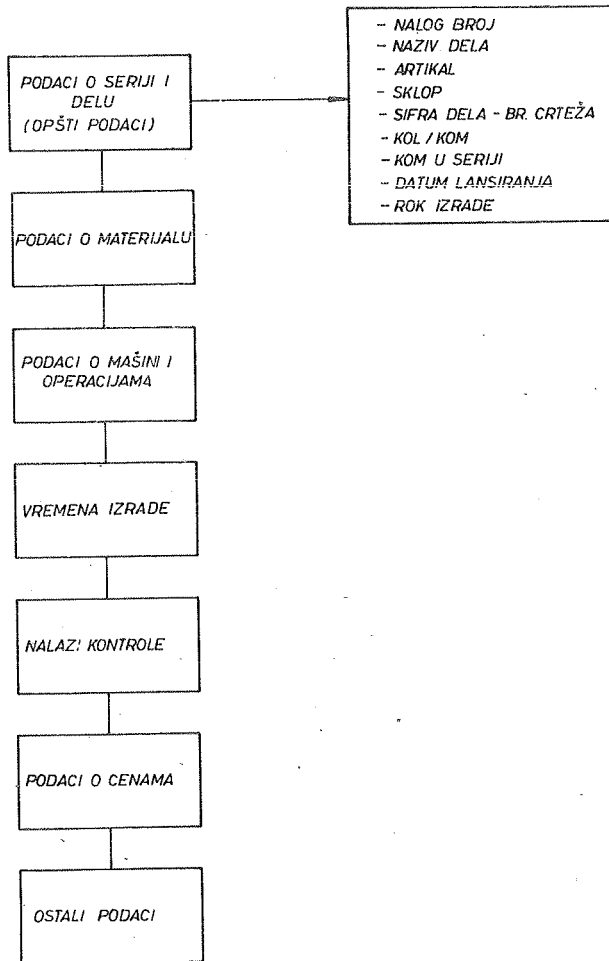 PODACI O SERIJI I
DELU
(OPŠTI PODACI)
- NALOG BROJ
- NAZIV DELA
- ARTIKAL
- SKLOP
- SIFRA DELA - BR. CRTEŽA
- KOL / KOM
- KOM U SERIJI
- DATUM LANSIRANJA
- ROK IZRADE
PODACI O MATERIJALU
PODACI O MAŠINI I
OPERACIJAMA
VREMENA IZRADE
NALAZI KONTROLE
PODACI O CENAMA
OSTALI PODACI